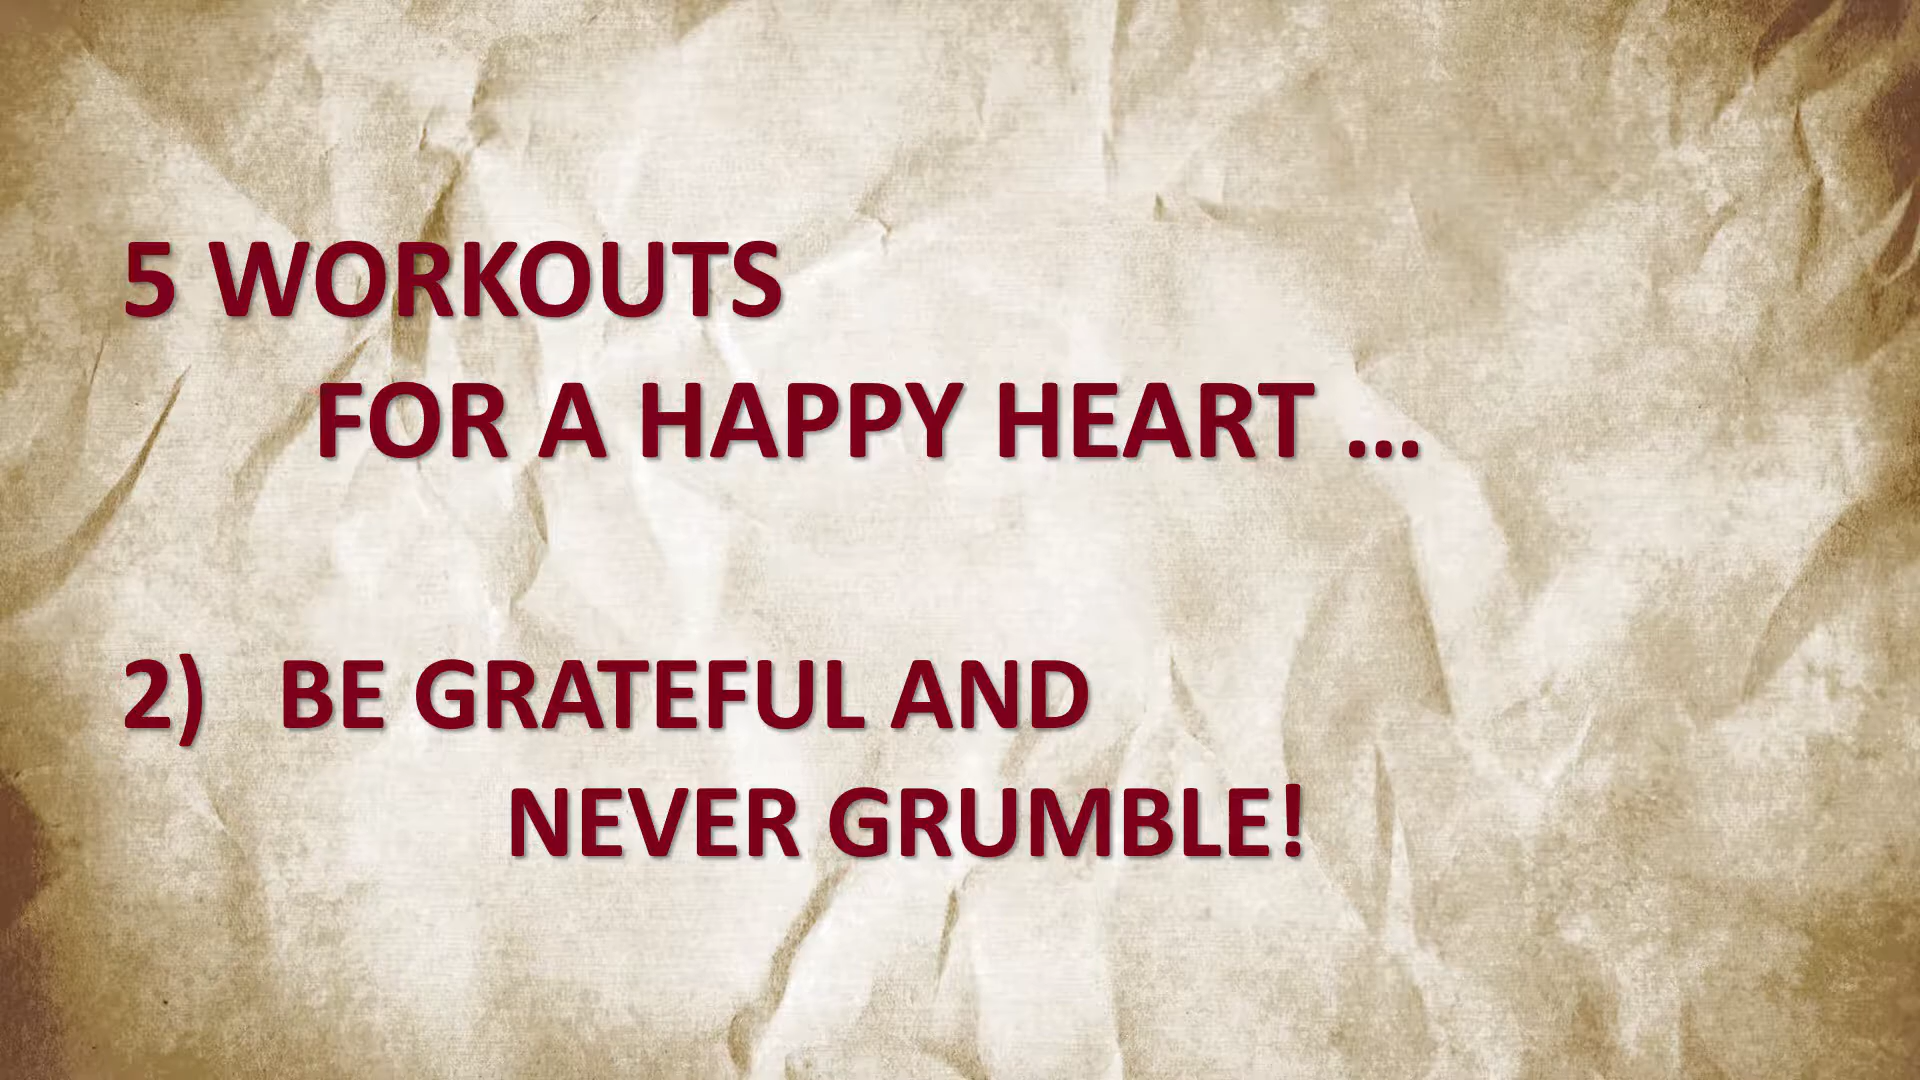 5 WORKOUTS
FOR A HAPPY HEART ...
2) BE GRATEFUL AND
NEVER GRUMBLE!